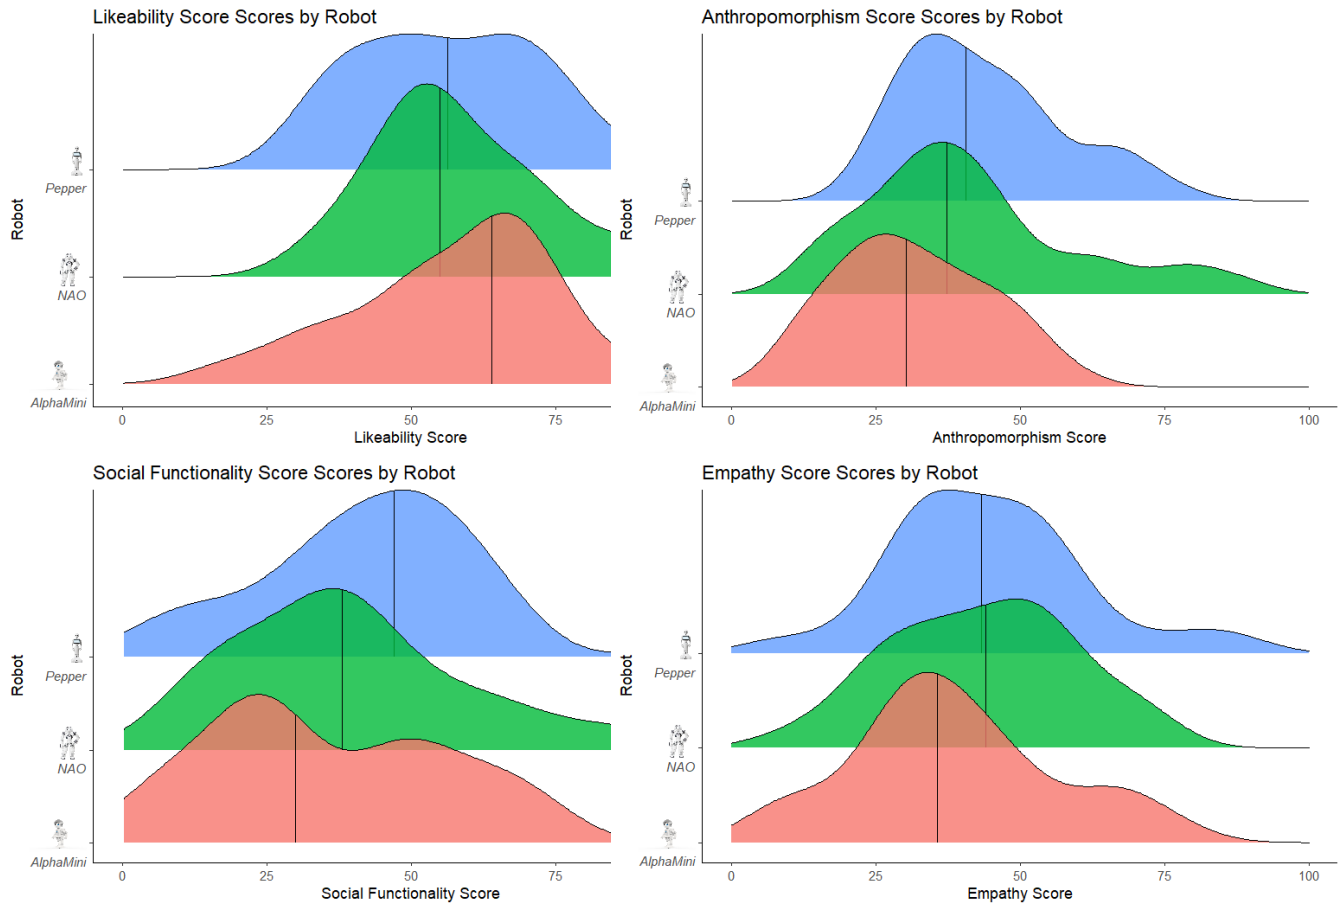 Likeability Score Scores by Robot
Robot
Pepper
NAO
AlphaMini
0 25 50 75
Likeability Score
Anthropomorphism Score Scores by Robot
Robot
Pepper
NAO
AlphaMini
0 25 50 75 100
Anthropomorphism Score
Social Functionality Score Scores by Robot
Robot
Pepper
NAO
AlphaMini
0 25 50 75
Social Functionality Score
Empathy Score Scores by Robot
Robot
Pepper
NAO
AlphaMini
0 25 50 75 100
Empathy Score